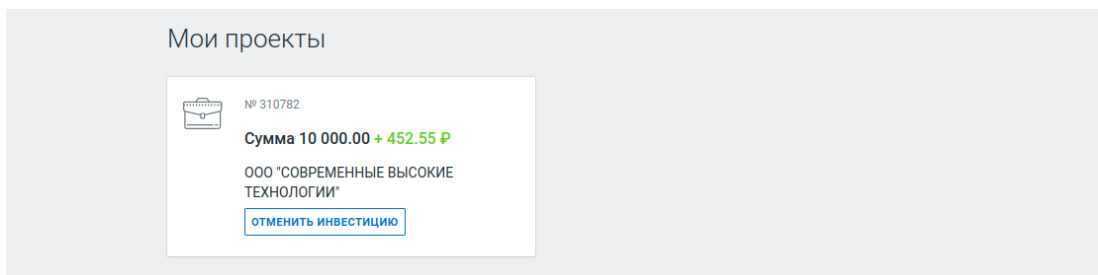 Мои проекты
№ 310782
Сумма 10 000.00 + 452.55 ₽
ООО "СОВРЕМЕННЫЕ ВЫСОКИЕ
ТЕХНОЛОГИИ"
ОТМЕНИТЬ ИНВЕСТИЦИЮ